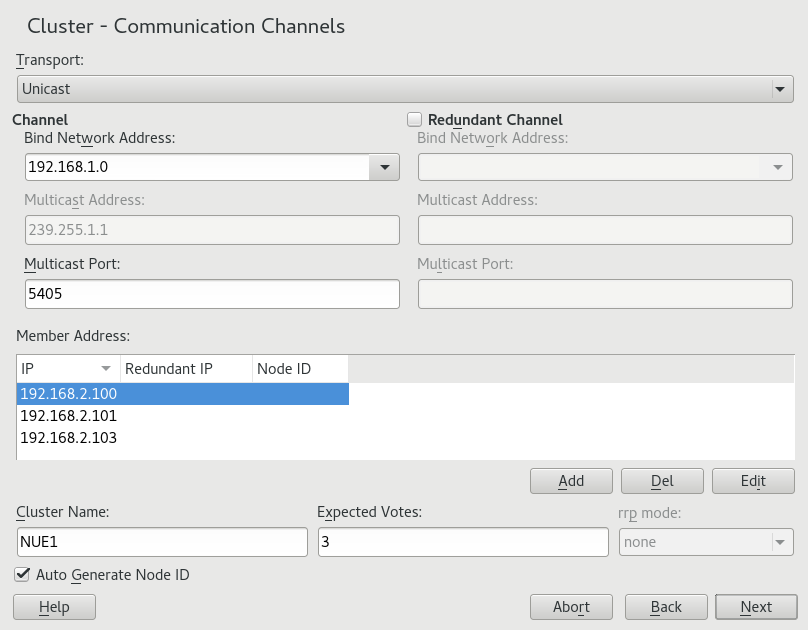 Cluster - Communication Channels
Transport:
Unicast
Channel
Bind Network Address:
192.168.1.0
Multicast Address:
239.255.1.1
Multicast Port:
5405
Redundant Channel
Bind Network Address:
Multicast Address:
Multicast Port:
Member Address:
IP Redundant IP Node ID
192.168.2.100
192.168.2.101
192.168.2.103
Add Del Edit
Cluster Name:
NUE1
Expected Votes:
3
rrp mode:
none
Auto Generate Node ID
Help Abort Back Next